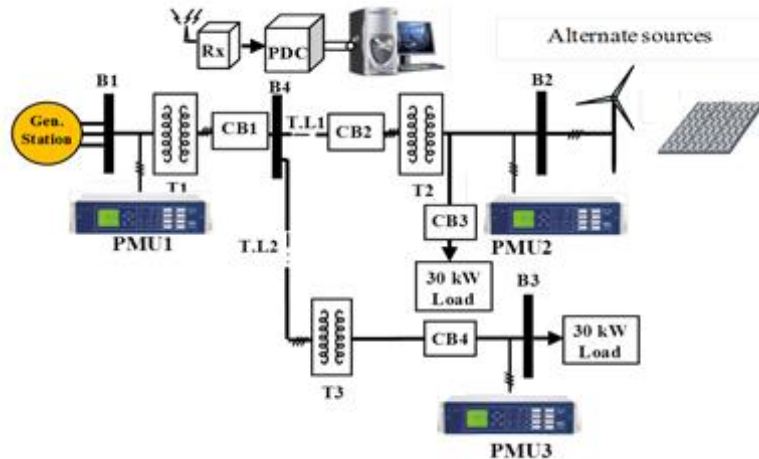 Rx
PDC
Alternate sources
B1
B4
B2
Gen.
Station
CB1
T.L1
CB2
T1
T2
PMU1
CB3
PMU2
T.L2
30 kW
Load
B3
CB4
30 kW
Load
T3
PMU3